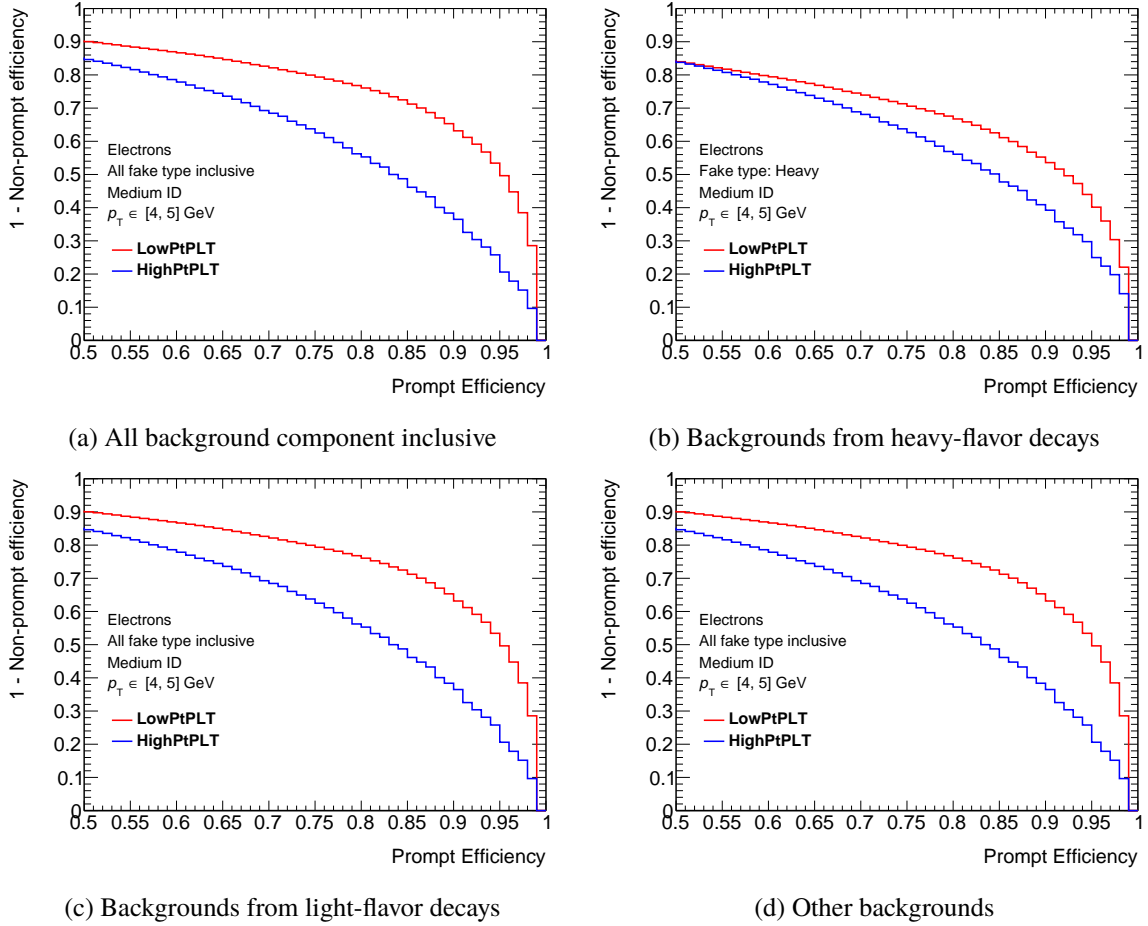 1 - Non-prompt efficiency
1
0.9
0.8
0.7
0.6
0.5
0.4
0.3
0.2
0.1
0
Electrons
All fake type inclusive
Medium ID
pT ∈ [4, 5] GeV
LowPtPLT
HighPtPLT
0.5 0.55 0.6 0.65 0.7 0.75 0.8 0.85 0.9 0.95 1
Prompt Efficiency
(a) All background component inclusive
1 - Non-prompt efficiency
1
0.9
0.8
0.7
0.6
0.5
0.4
0.3
0.2
0.1
0
Electrons
Fake type: Heavy
Medium ID
pT ∈ [4, 5] GeV
LowPtPLT
HighPtPLT
0.5 0.55 0.6 0.65 0.7 0.75 0.8 0.85 0.9 0.95 1
Prompt Efficiency
(b) Backgrounds from heavy-flavor decays
1 - Non-prompt efficiency
1
0.9
0.8
0.7
0.6
0.5
0.4
0.3
0.2
0.1
0
Electrons
All fake type inclusive
Medium ID
pT ∈ [4, 5] GeV
LowPtPLT
HighPtPLT
0.5 0.55 0.6 0.65 0.7 0.75 0.8 0.85 0.9 0.95 1
Prompt Efficiency
(c) Backgrounds from light-flavor decays
1 - Non-prompt efficiency
1
0.9
0.8
0.7
0.6
0.5
0.4
0.3
0.2
0.1
0
Electrons
All fake type inclusive
Medium ID
pT ∈ [4, 5] GeV
LowPtPLT
HighPtPLT
0.5 0.55 0.6 0.65 0.7 0.75 0.8 0.85 0.9 0.95 1
Prompt Efficiency
(d) Other backgrounds